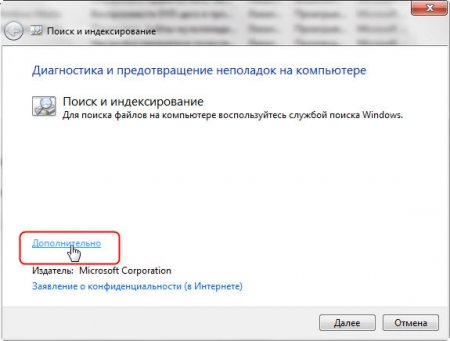 Поиск и индексирование
Диагностика и предотвращение неполадок на компьютере
Поиск и индексирование
Для поиска файлов на компьютере воспользуйтесь службой поиска Windows.
Дополнительно
Издатель: Microsoft Corporation
Заявление о конфиденциальности (в Интернете)
Далее Отмена